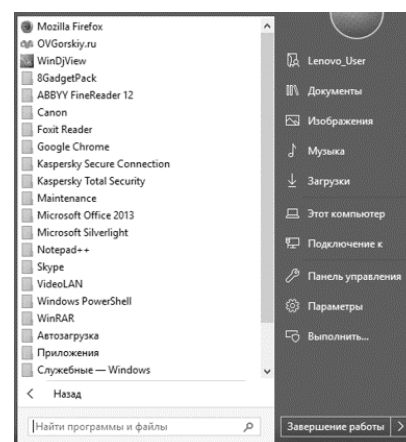 Mozilla Firefox
OVGorskiy.ru
WinDjView
8GadgetPack
ABBYY FineReader 12
Canon
Foxit Reader
Google Chrome
Kaspersky Secure Connection
Kaspersky Total Security
Maintenance
Microsoft Office 2013
Microsoft Silverlight
Notepad++
Skype
VideoLAN
Windows PowerShell
WinRAR
Автозагрузка
Приложения
Служебные — Windows
Назад
Найти программы и файлы
Lenovo_User
Документы
Изображения
Музыка
Загрузки
Этот компьютер
Подключение к
Панель управления
Параметры
Выполнить...
Завершение работы